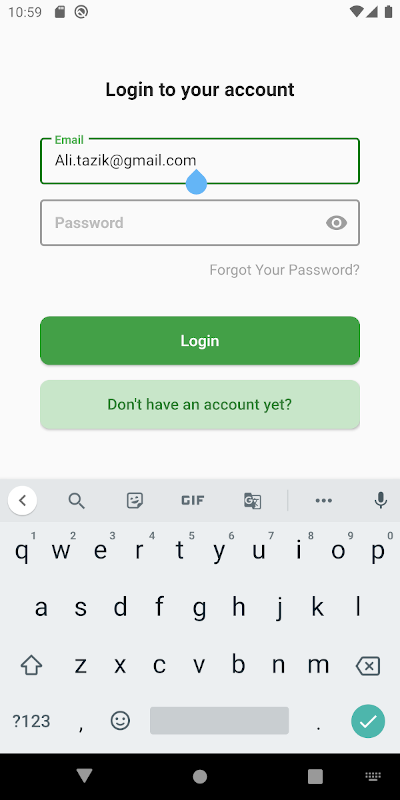 10:59
Login to your account
Email
Ali.tazik@gmail.com
Password
Forgot Your Password?
Login
Don't have an account yet?
GIF
1 2 3 4 5 6 7 8 9 0
q w e r t y u i o p
a s d f g h j k l
z x c v b n m
?123 , .